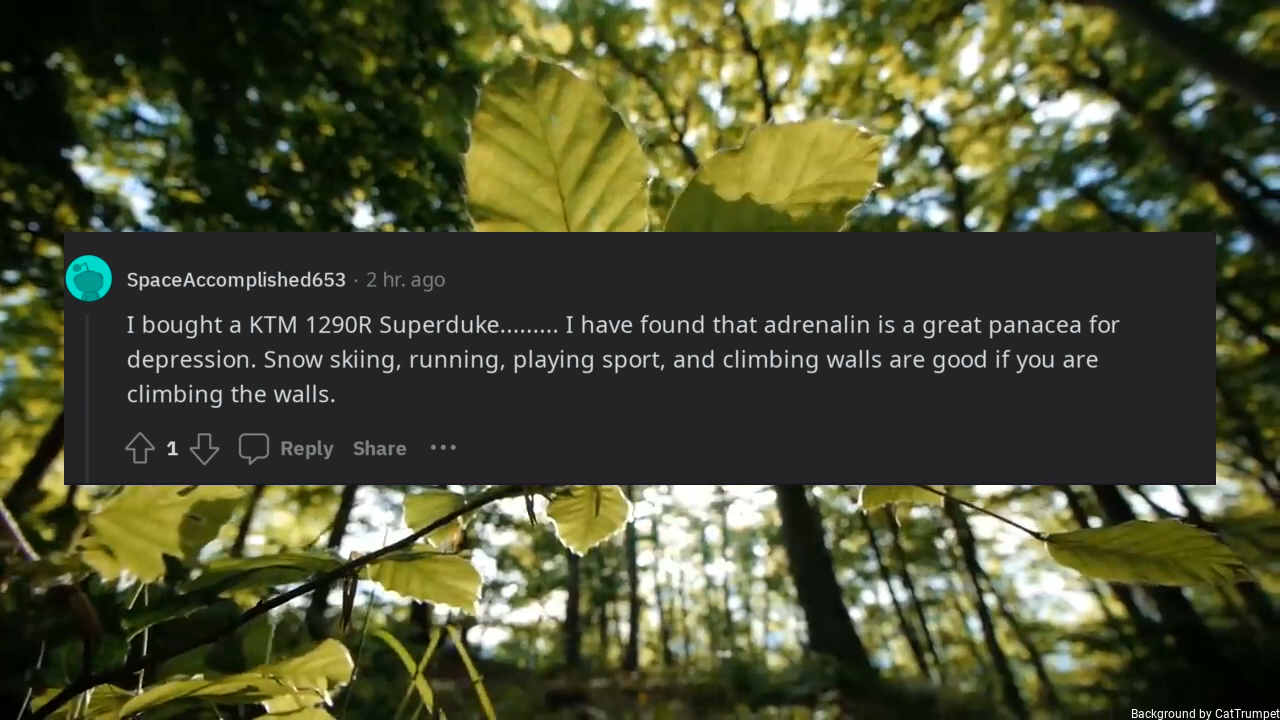 SpaceAccomplished653 · 2 hr. ago
I bought a KTM 1290R Superduke......... I have found that adrenalin is a great panacea for
depression. Snow skiing, running, playing sport, and climbing walls are good if you are
climbing the walls.
1 Reply Share ···
Background by CatTrumpet